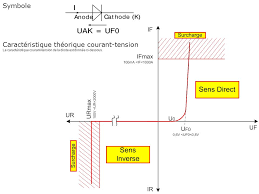 Symbole
I
Anode
Cathode (K)
UAK = UF0
Caractéristique théorique courant-tension
IF
Surcharge
IFmax
Sens Direct
UR
URmax
U0
UF0
UF
Surcharge
Sens
Inverse
IR